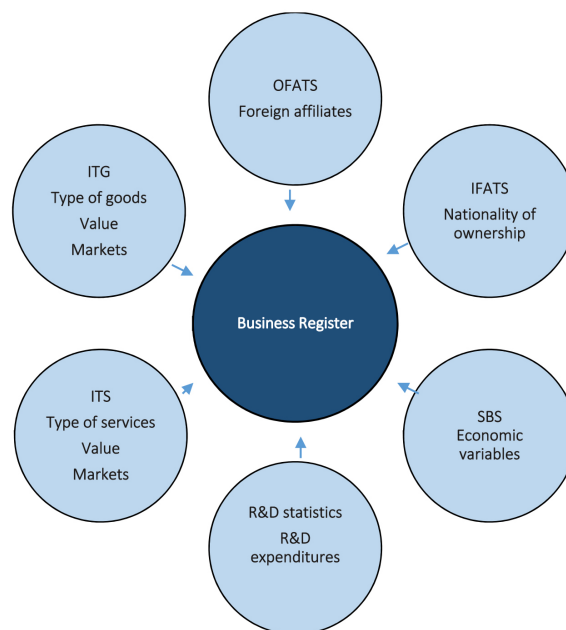 OFATS
Foreign affiliates
ITG
Type of goods
Value
Markets
IFATS
Nationality of
ownership
Business Register
ITS
Type of services
Value
Markets
SBS
Economic
variables
R&D statistics
R&D
expenditures